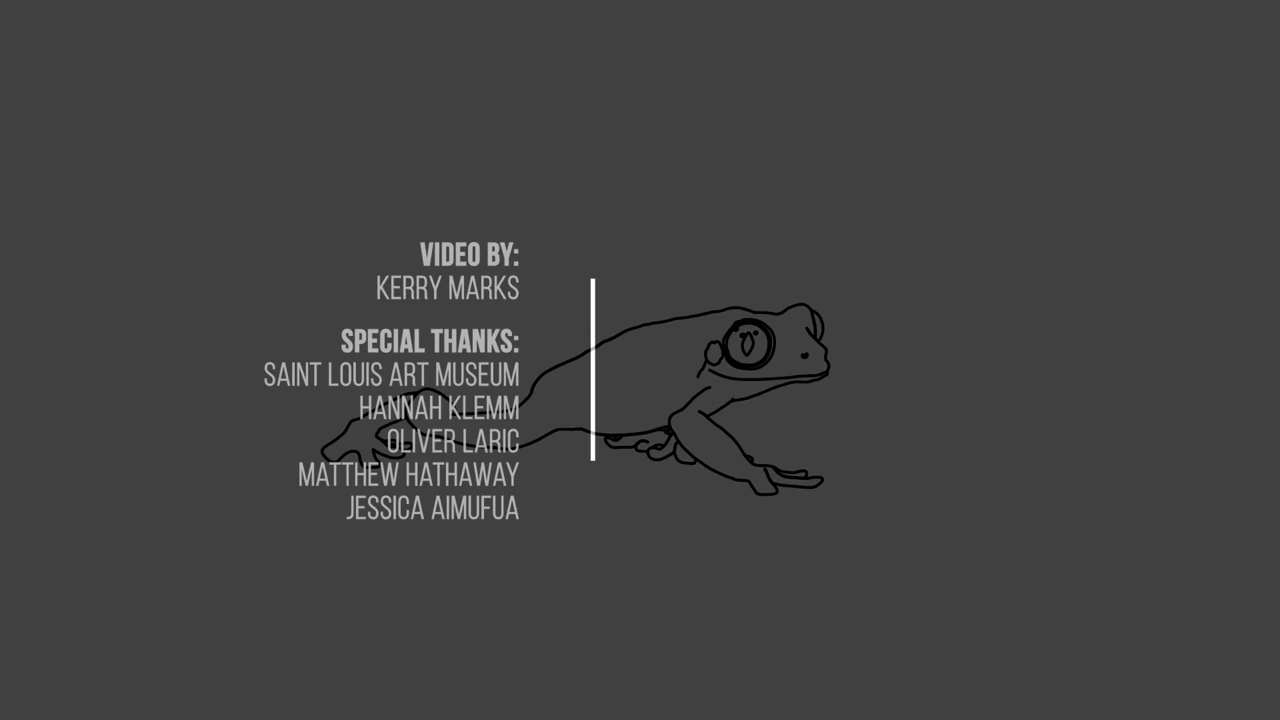 VIDEO BY:
KERRY MARKS
SPECIAL THANKS:
SAINT LOUIS ART MUSEUM
HANNAH KLEMM
OLIVER LARIC
MATTHEW HATHAWAY
JESSICA AIMUFUA